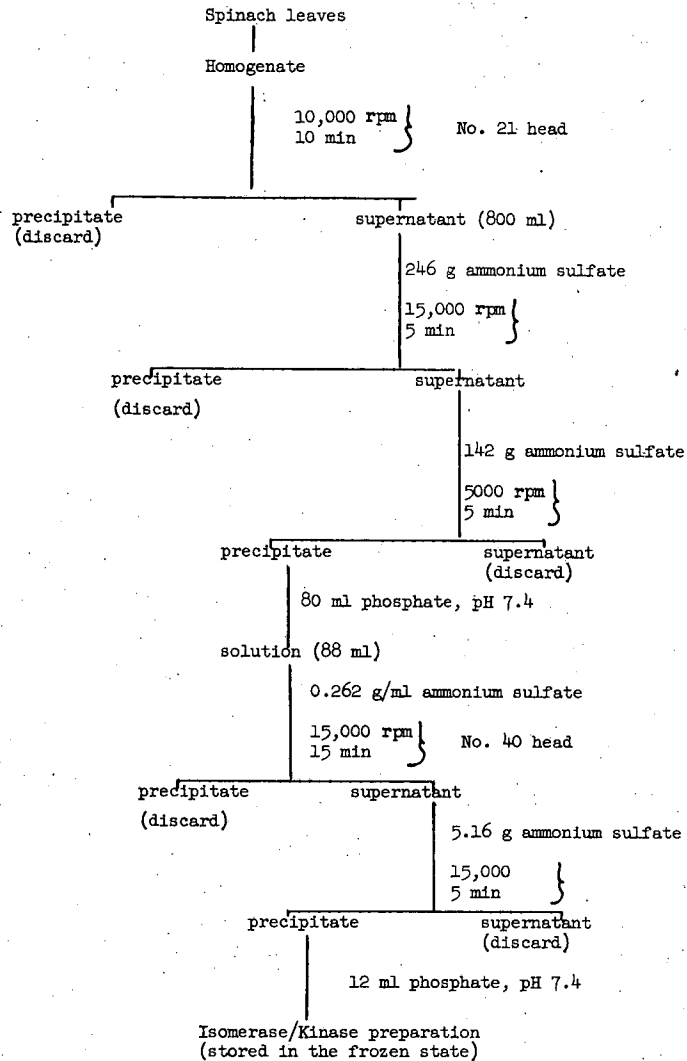 Spinach leaves
Homogenate
10,000 rpm
10 min
No. 21 head
precipitate
(discard)
supernatant (800 ml)
246 g ammonium sulfate
15,000 rpm
5 min
precipitate
(discard)
supernatant
142 g ammonium sulfate
5000 rpm
5 min
precipitate
supernatant
(discard)
80 ml phosphate, pH 7.4
solution (88 ml)
0.262 g/ml ammonium sulfate
15,000 rpm
15 min
No. 40 head
precipitate
(discard)
supernatant
5.16 g ammonium sulfate
15,000
5 min
precipitate
supernatant
(discard)
12 ml phosphate, pH 7.4
Isomerase/Kinase preparation
(stored in the frozen state)